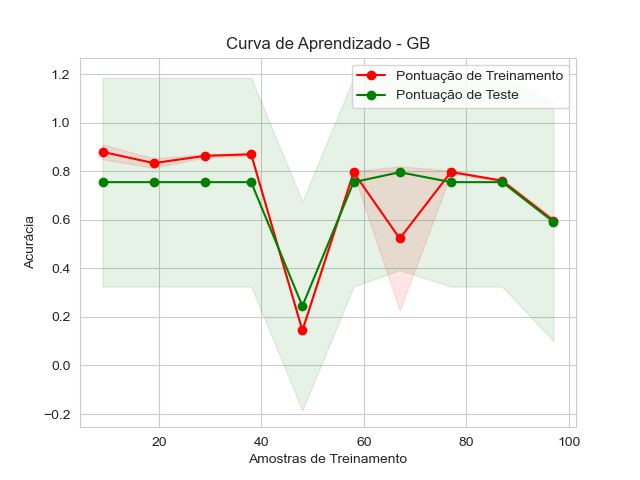 Curva de Aprendizado - GB
Pontuação de Treinamento
Pontuação de Teste
Acurácia
1.2
1.0
0.8
0.6
0.4
0.2
0.0
−0.2
20 40 60 80 100
Amostras de Treinamento